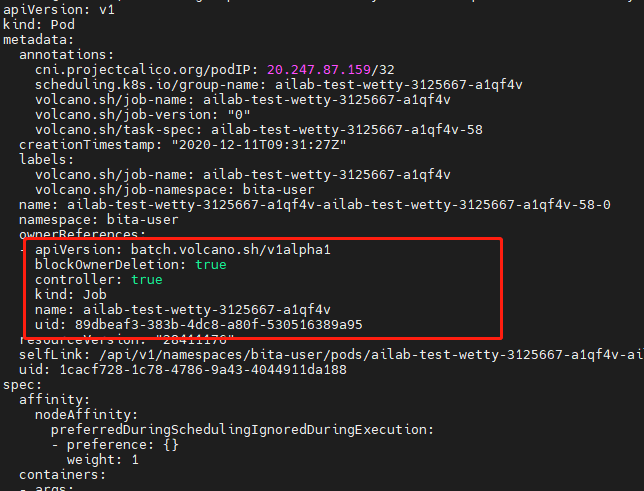 apiVersion: v1
kind: Pod
metadata:
  annotations:
    cni.projectcalico.org/podIP: 20.247.87.159/32
    scheduling.k8s.io/group-name: ailab-test-wetty-3125667-a1qf4v
    volcano.sh/job-name: ailab-test-wetty-3125667-a1qf4v
    volcano.sh/job-version: "0"
    volcano.sh/task-spec: ailab-test-wetty-3125667-a1qf4v-58
  creationTimestamp: "2020-12-11T09:31:27Z"
  labels:
    volcano.sh/job-name: ailab-test-wetty-3125667-a1qf4v
    volcano.sh/job-namespace: bita-user
  name: ailab-test-wetty-3125667-a1qf4v-ailab-test-wetty-3125667-a1qf4v-58-0
  namespace: bita-user
  ownerReferences:
  - apiVersion: batch.volcano.sh/v1alpha1
    blockOwnerDeletion: true
    controller: true
    kind: Job
    name: ailab-test-wetty-3125667-a1qf4v
    uid: 89dbeaf3-383b-4dc8-a80f-530516389a95
  resourceVersion: "28411176"
  selfLink: /api/v1/namespaces/bita-user/pods/ailab-test-wetty-3125667-a1qf4v-ail
  uid: 1cacf728-1c78-4786-9a43-4044911da188
spec:
  affinity:
    nodeAffinity:
      preferredDuringSchedulingIgnoredDuringExecution:
      - preference: {}
        weight: 1
  containers:
  - args: